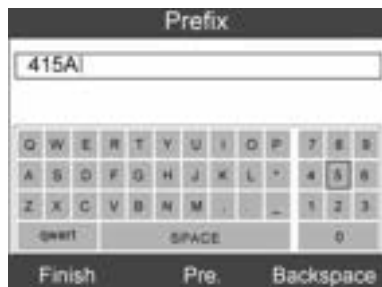 Prefix
415A
Q W E R T Y U I O P 7 8 9
A S D F G H J K L * 4 5 6
Z X C V B N M . _ 1 2 3
qwert SPACE 0
Finish Pre. Backspace